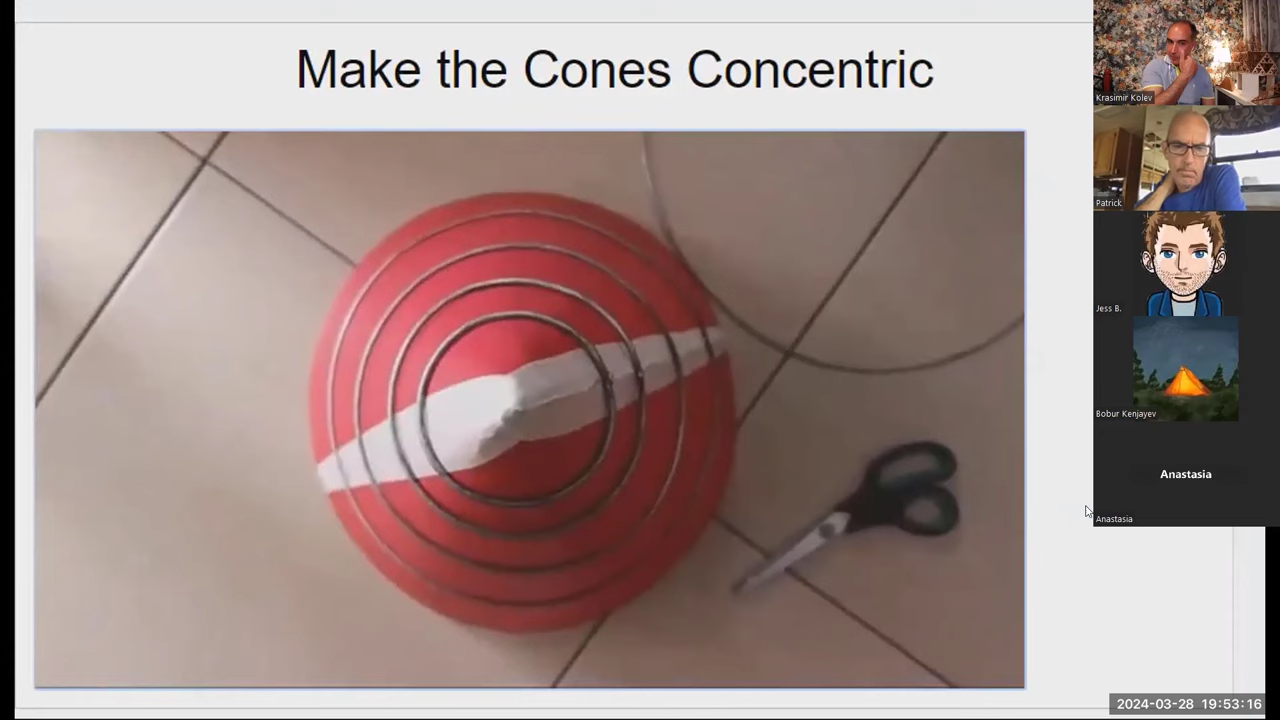 Make the Cones Concentric
Krasimir Kolev
Patrick
Jess B.
Bobur Kenjayev
Anastasia
Anastasia
2024-03-28 19:53:16